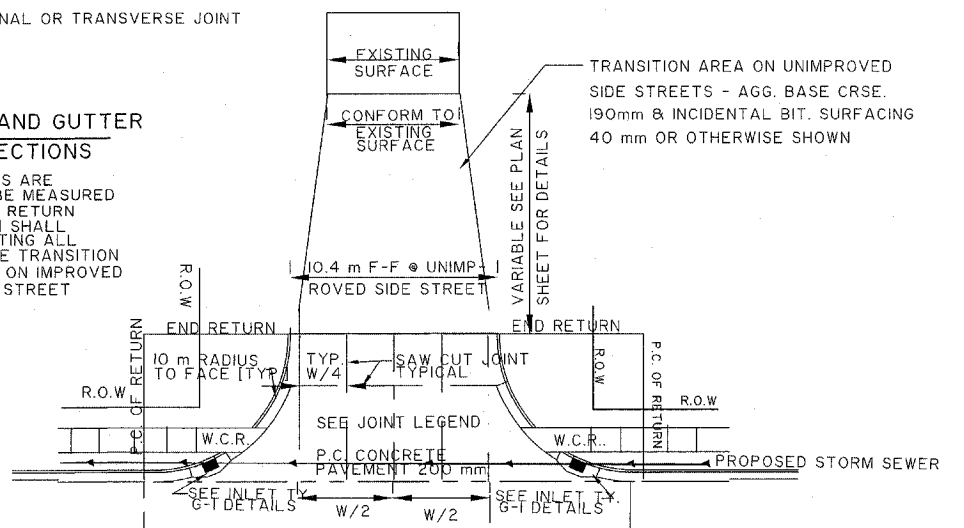 NAL OR TRANSVERSE JOINT
AND GUTTER
ECTIONS
S ARE
BE MEASURED
RETURN
SHALL
TING ALL
E TRANSITION
ON IMPROVED
STREET
EXISTING
SURFACE
CONFORM TO
EXISTING
SURFACE
TRANSITION AREA ON UNIMPROVED
SIDE STREETS - AGG. BASE CRSE.
190mm & INCIDENTAL BIT. SURFACING
40 mm OR OTHERWISE SHOWN
VARIABLE SEE PLAN
SHEET FOR DETAILS
10.4 m F-F @ UNIMP-
ROVED SIDE STREET
R.O.W
END RETURN
END RETURN
P.C. OF RETURN
10 m RADIUS
TO FACE [TYP.
TYP.
W/4
SAW CUT JOINT
TYPICAL
R.O.W
P.C. OF RETURN
R.O.W
R.O.W
SEE JOINT LEGEND
W.C.R.
W.C.R..
P.C. CONCRETE
PAVEMENT 200 mm
PROPOSED STORM SEWER
SEE INLET TY.
G-1 DETAILS
W/2
W/2
SEE INLET TY.
G-1 DETAILS